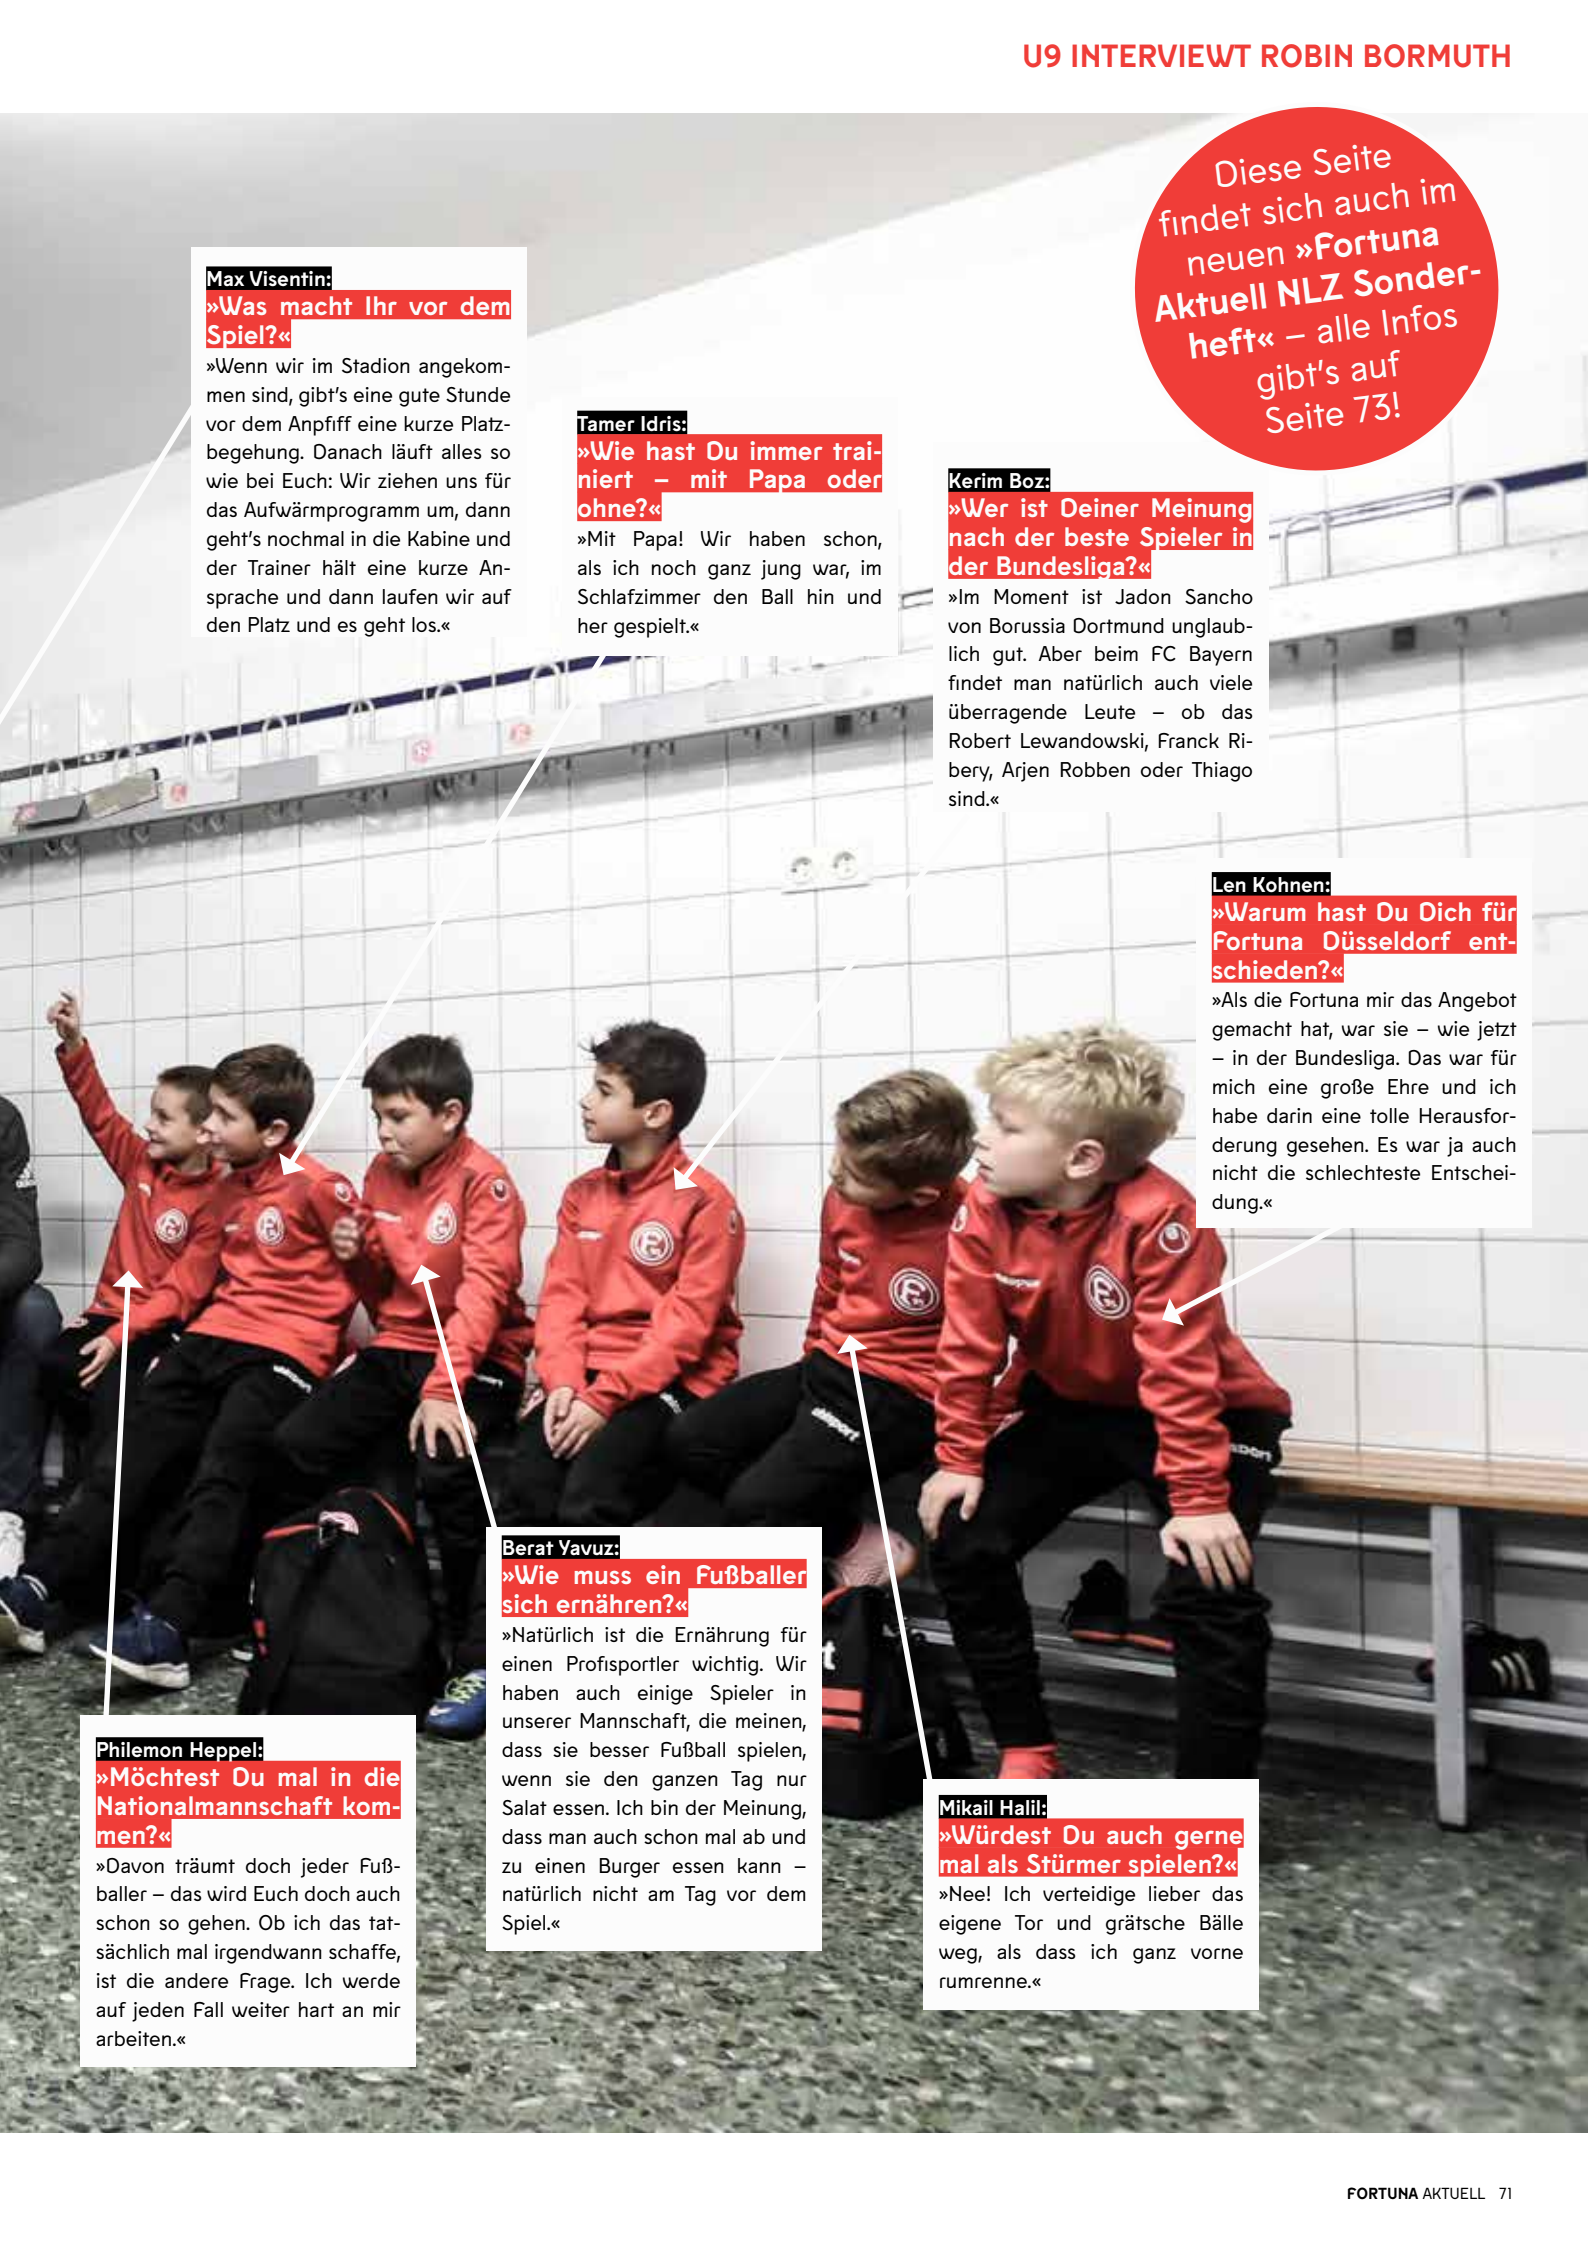 U9 INTERVIEWT ROBIN BORMUTH
Diese Seite
findet sich auch im
neuen »Fortuna
Aktuell NLZ Sonder-
heft« – alle Infos
gibt's auf
Seite 73!
Max Visentin:
»Was macht Ihr vor dem
Spiel?«
»Wenn wir im Stadion angekom-
men sind, gibt's eine gute Stunde
vor dem Anpfiff eine kurze Platz-
begehung. Danach läuft alles so
wie bei Euch: Wir ziehen uns für
das Aufwärmprogramm um, dann
geht's nochmal in die Kabine und
der Trainer hält eine kurze An-
sprache und dann laufen wir auf
den Platz und es geht los.«
Tamer Idris:
»Wie hast Du immer trai-
niert – mit Papa oder
ohne?«
»Mit Papa! Wir haben schon,
als ich noch ganz jung war, im
Schlafzimmer den Ball hin und
her gespielt.«
Kerim Boz:
»Wer ist Deiner Meinung
nach der beste Spieler in
der Bundesliga?«
»Im Moment ist Jadon Sancho
von Borussia Dortmund unglaub-
lich gut. Aber beim FC Bayern
findet man natürlich auch viele
überragende Leute – ob das
Robert Lewandowski, Franck Ri-
bery, Arjen Robben oder Thiago
sind.«
Len Kohnen:
»Warum hast Du Dich für
Fortuna Düsseldorf ent-
schieden?«
»Als die Fortuna mir das Angebot
gemacht hat, war sie – wie jetzt
– in der Bundesliga. Das war für
mich eine große Ehre und ich
habe darin eine tolle Herausfor-
derung gesehen. Es war ja auch
nicht die schlechteste Entschei-
dung.«
uhlsport
Berat Yavuz:
»Wie muss ein Fußballer
sich ernähren?«
»Natürlich ist die Ernährung für
einen Profisportler wichtig. Wir
haben auch einige Spieler in
unserer Mannschaft, die meinen,
dass sie besser Fußball spielen,
wenn sie den ganzen Tag nur
Salat essen. Ich bin der Meinung,
dass man auch schon mal ab und
zu einen Burger essen kann –
natürlich nicht am Tag vor dem
Spiel.«
Philemon Heppel:
»Möchtest Du mal in die
Nationalmannschaft kom-
men?«
»Davon träumt doch jeder Fuß-
baller – das wird Euch doch auch
schon so gehen. Ob ich das tat-
sächlich mal irgendwann schaffe,
ist die andere Frage. Ich werde
auf jeden Fall weiter hart an mir
arbeiten.«
Mikail Halil:
»Würdest Du auch gerne
mal als Stürmer spielen?«
»Nee! Ich verteidige lieber das
eigene Tor und grätsche Bälle
weg, als dass ich ganz vorne
rumrenne.«
FORTUNA AKTUELL 71